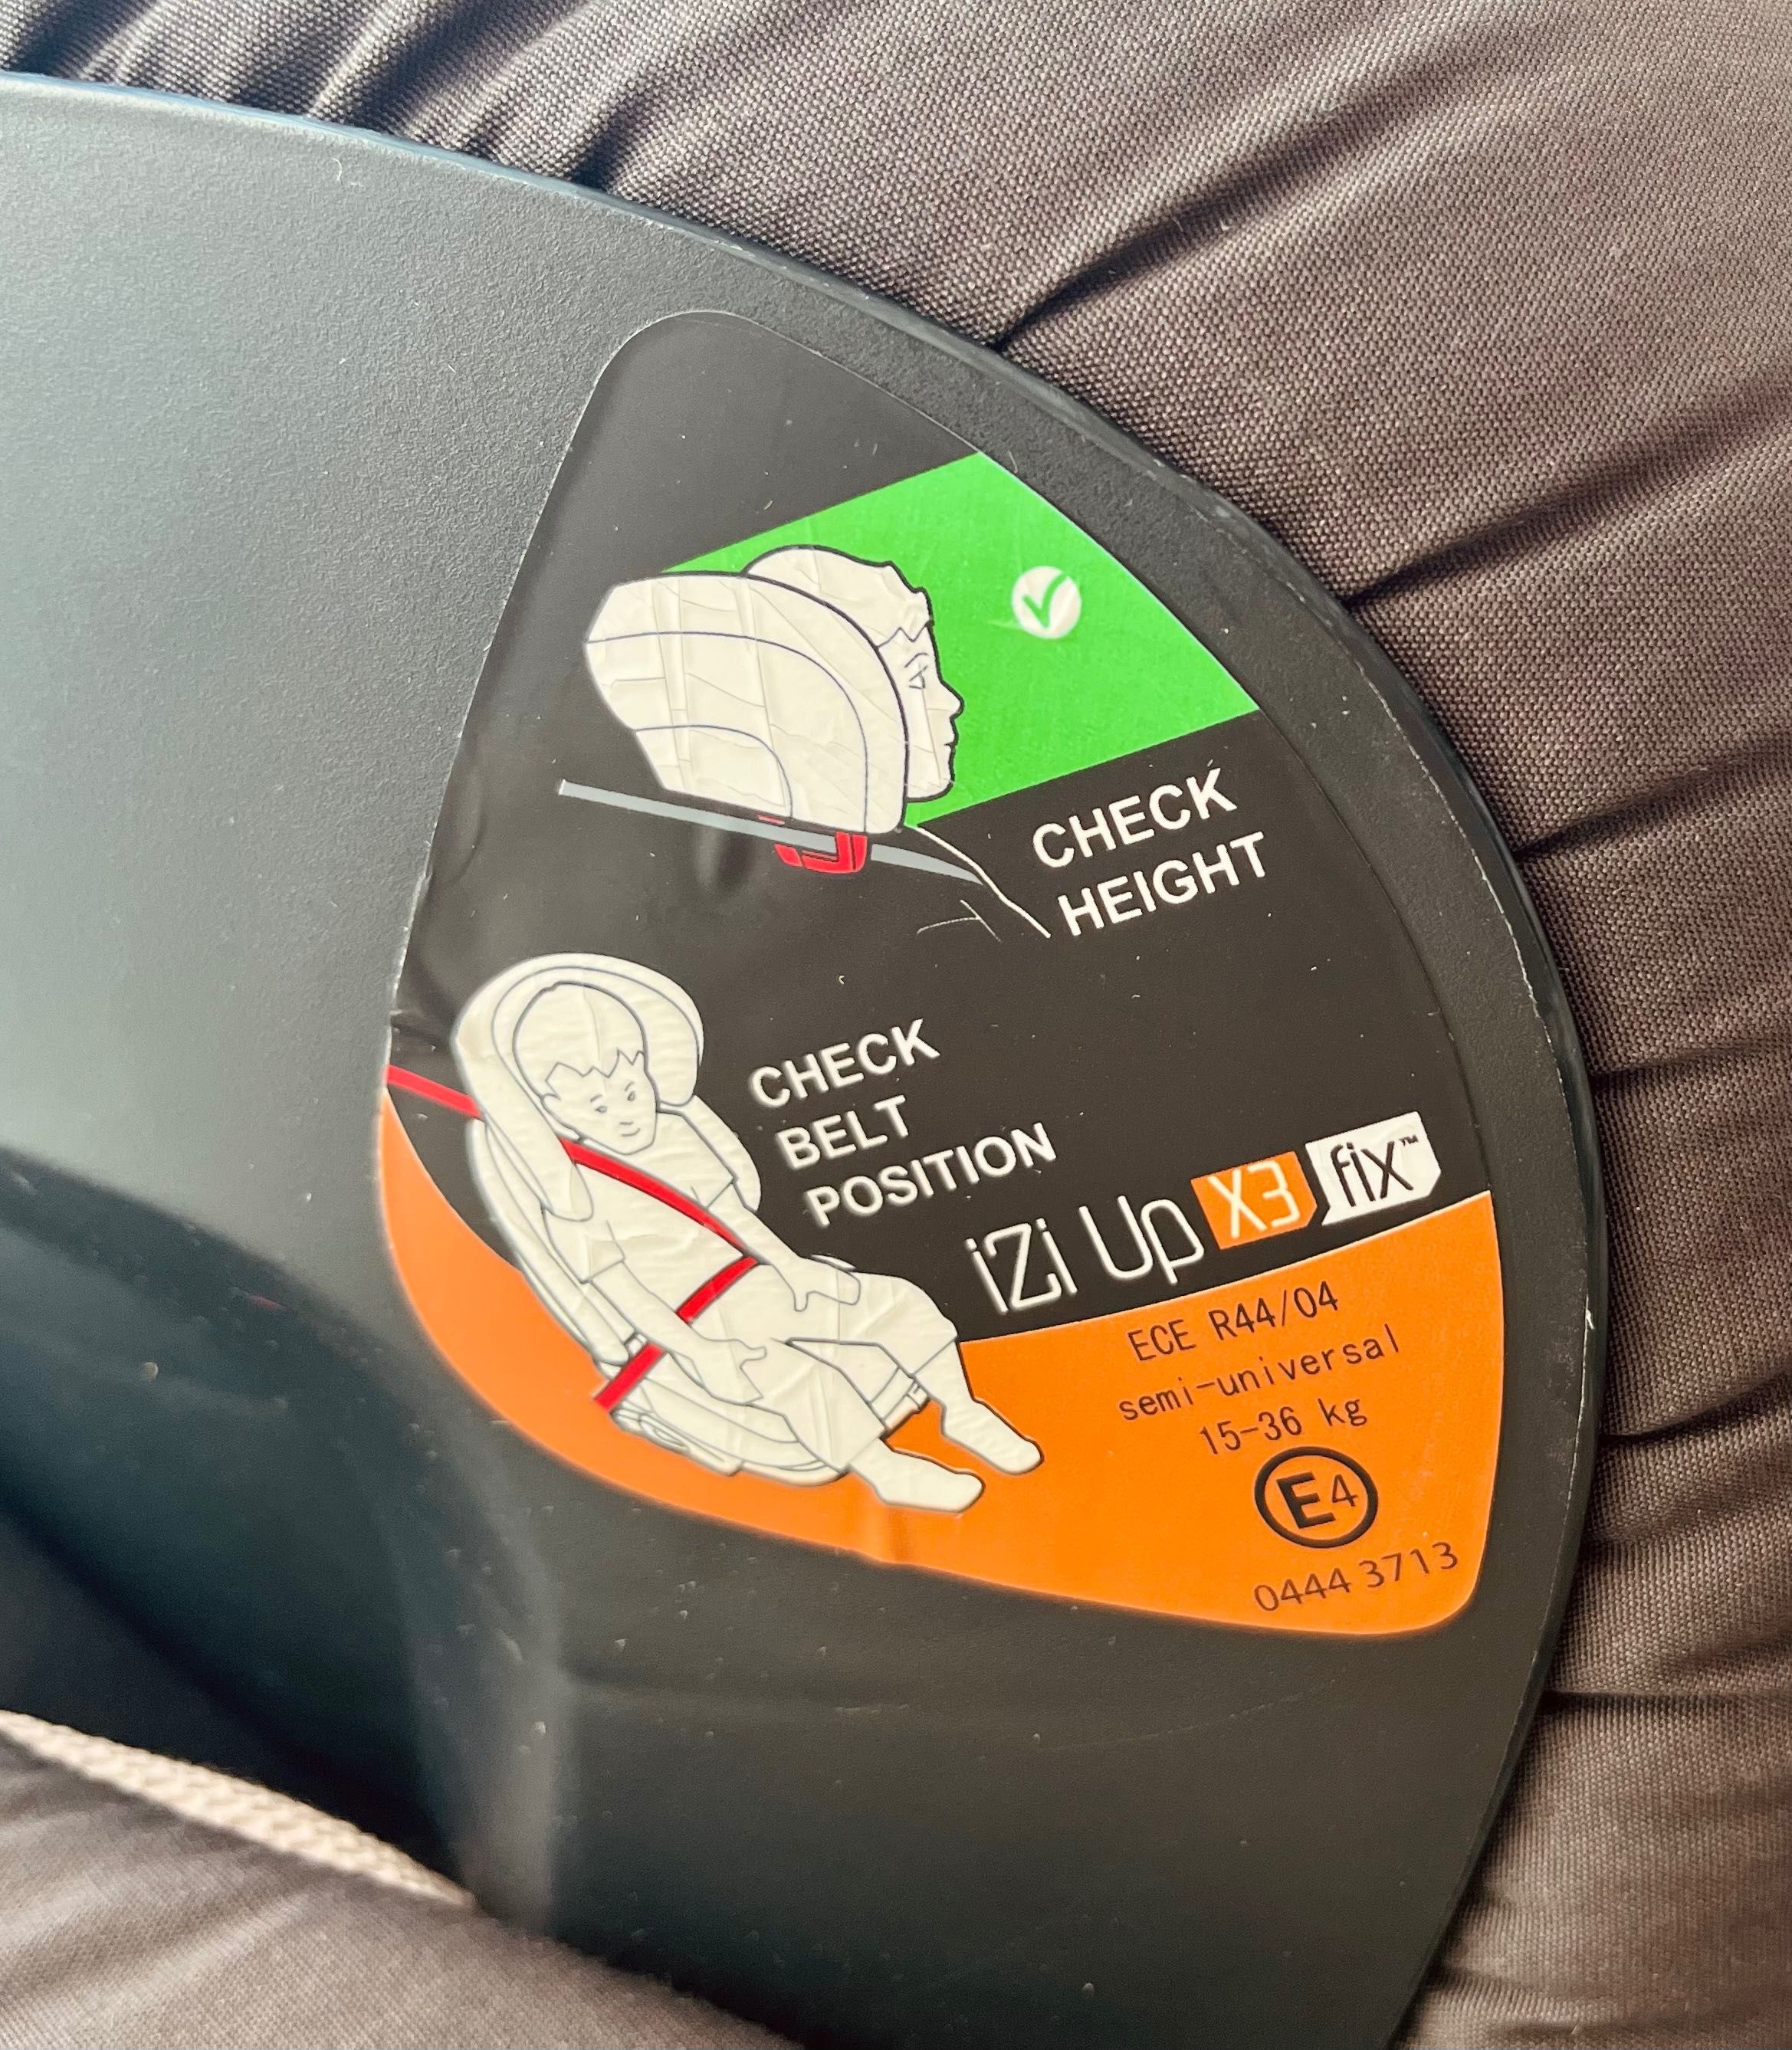 CHECK
HEIGHT
CHECK
BELT
POSITION
iZi Up X3 fix™
ECE R44/04
semi-universal
15-36 kg
E4
0444 3713